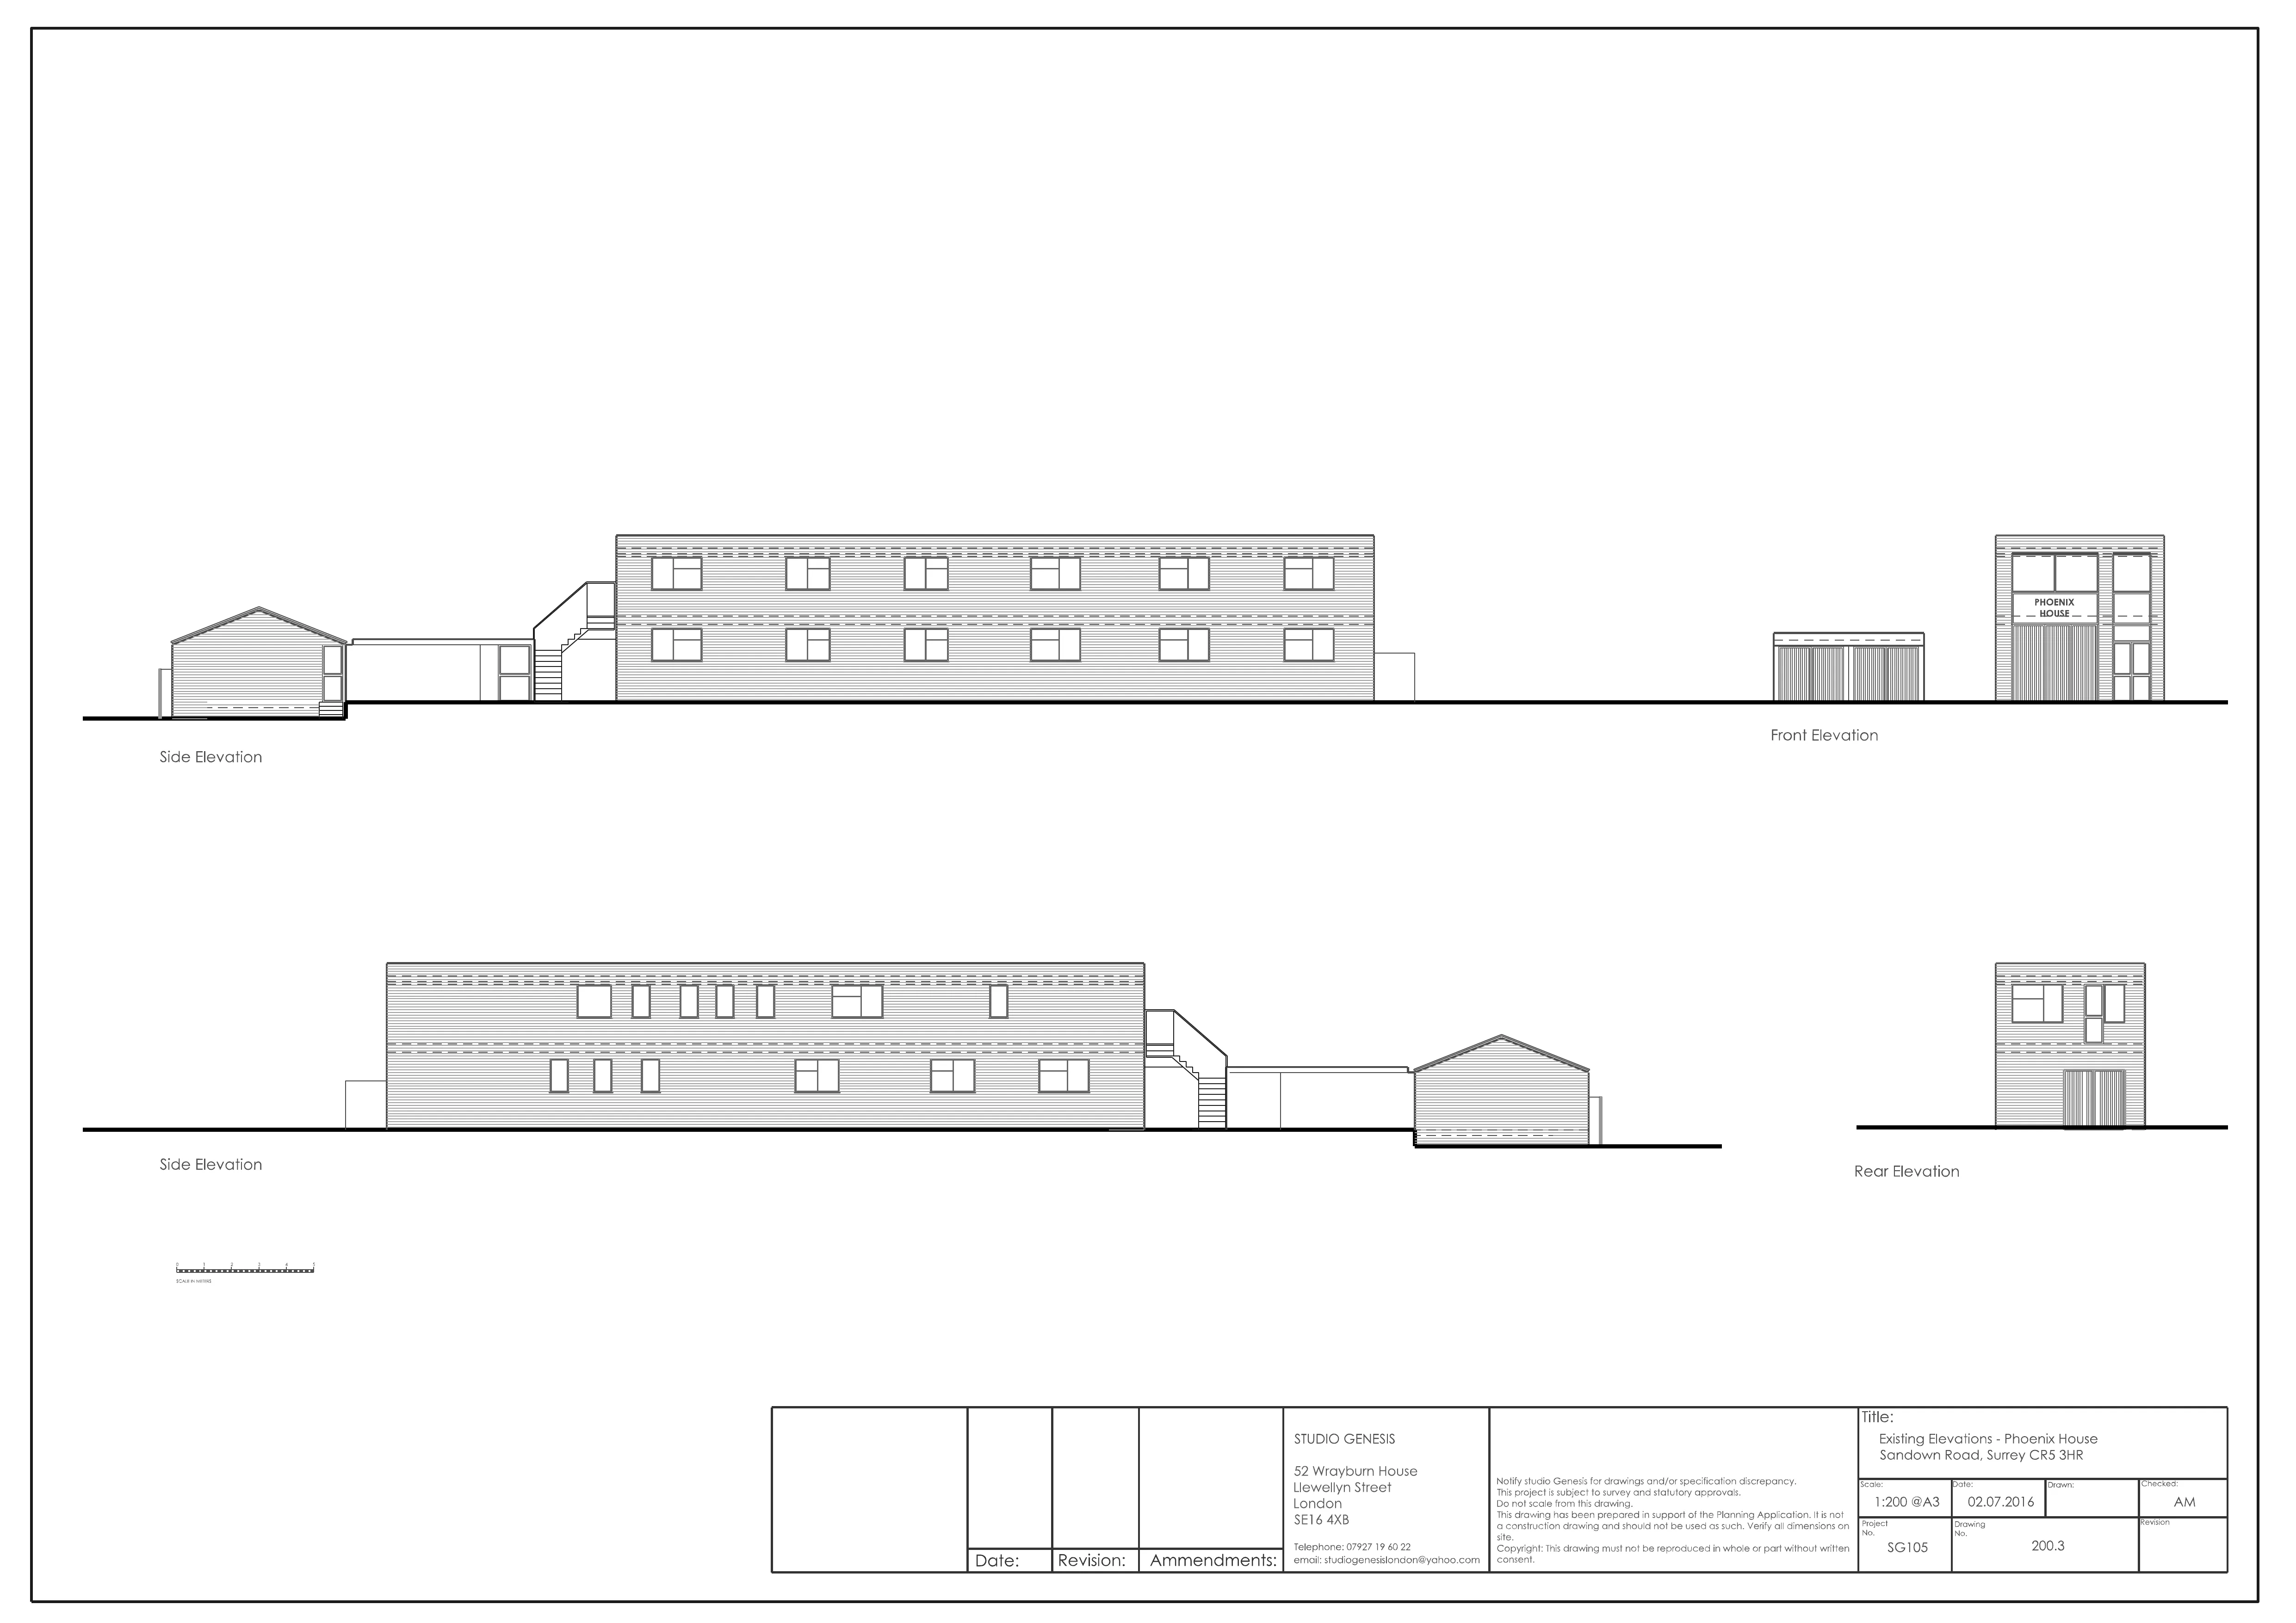 PHOENIX
HOUSE
Side Elevation
Front Elevation
Side Elevation
Rear Elevation
0 1 2 3 4 5
SCALE IN METRES
Date:
Revision:
Ammendments:
STUDIO GENESIS
52 Wrayburn House
Llewellyn Street
London
SE16 4XB
Telephone: 07927 19 60 22
email: studiogenesislondon@yahoo.com
Notify studio Genesis for drawings and/or specification discrepancy.
This project is subject to survey and statutory approvals.
Do not scale from this drawing.
This drawing has been prepared in support of the Planning Application. It is not
a construction drawing and should not be used as such. Verify all dimensions on
site.
Copyright: This drawing must not be reproduced in whole or part without written
consent.
Title:
Existing Elevations - Phoenix House
Sandown Road, Surrey CR5 3HR
Scale:
1:200 @A3
Date:
02.07.2016
Drawn:
Checked:
AM
Project
No.
SG105
Drawing
No.
200.3
Revision